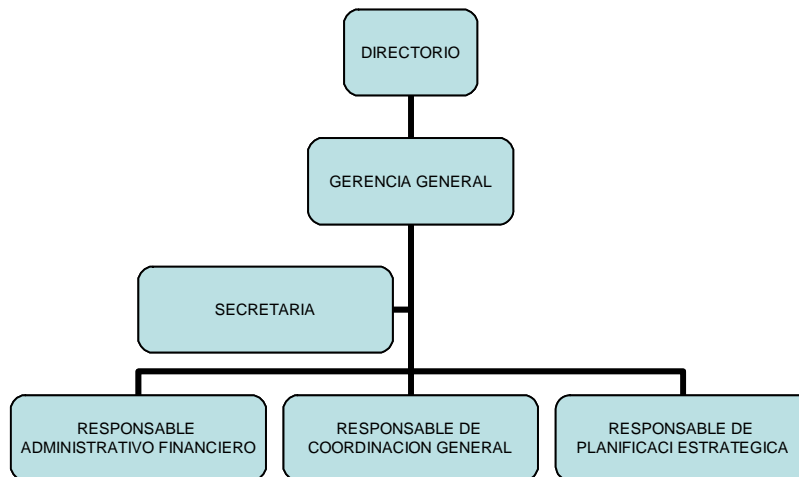 DIRECTORIO
GERENCIA GENERAL
SECRETARIA
RESPONSABLE
ADMINISTRATIVO FINANCIERO
RESPONSABLE DE
COORDINACION GENERAL
RESPONSABLE DE
PLANIFICACI ESTRATEGICA